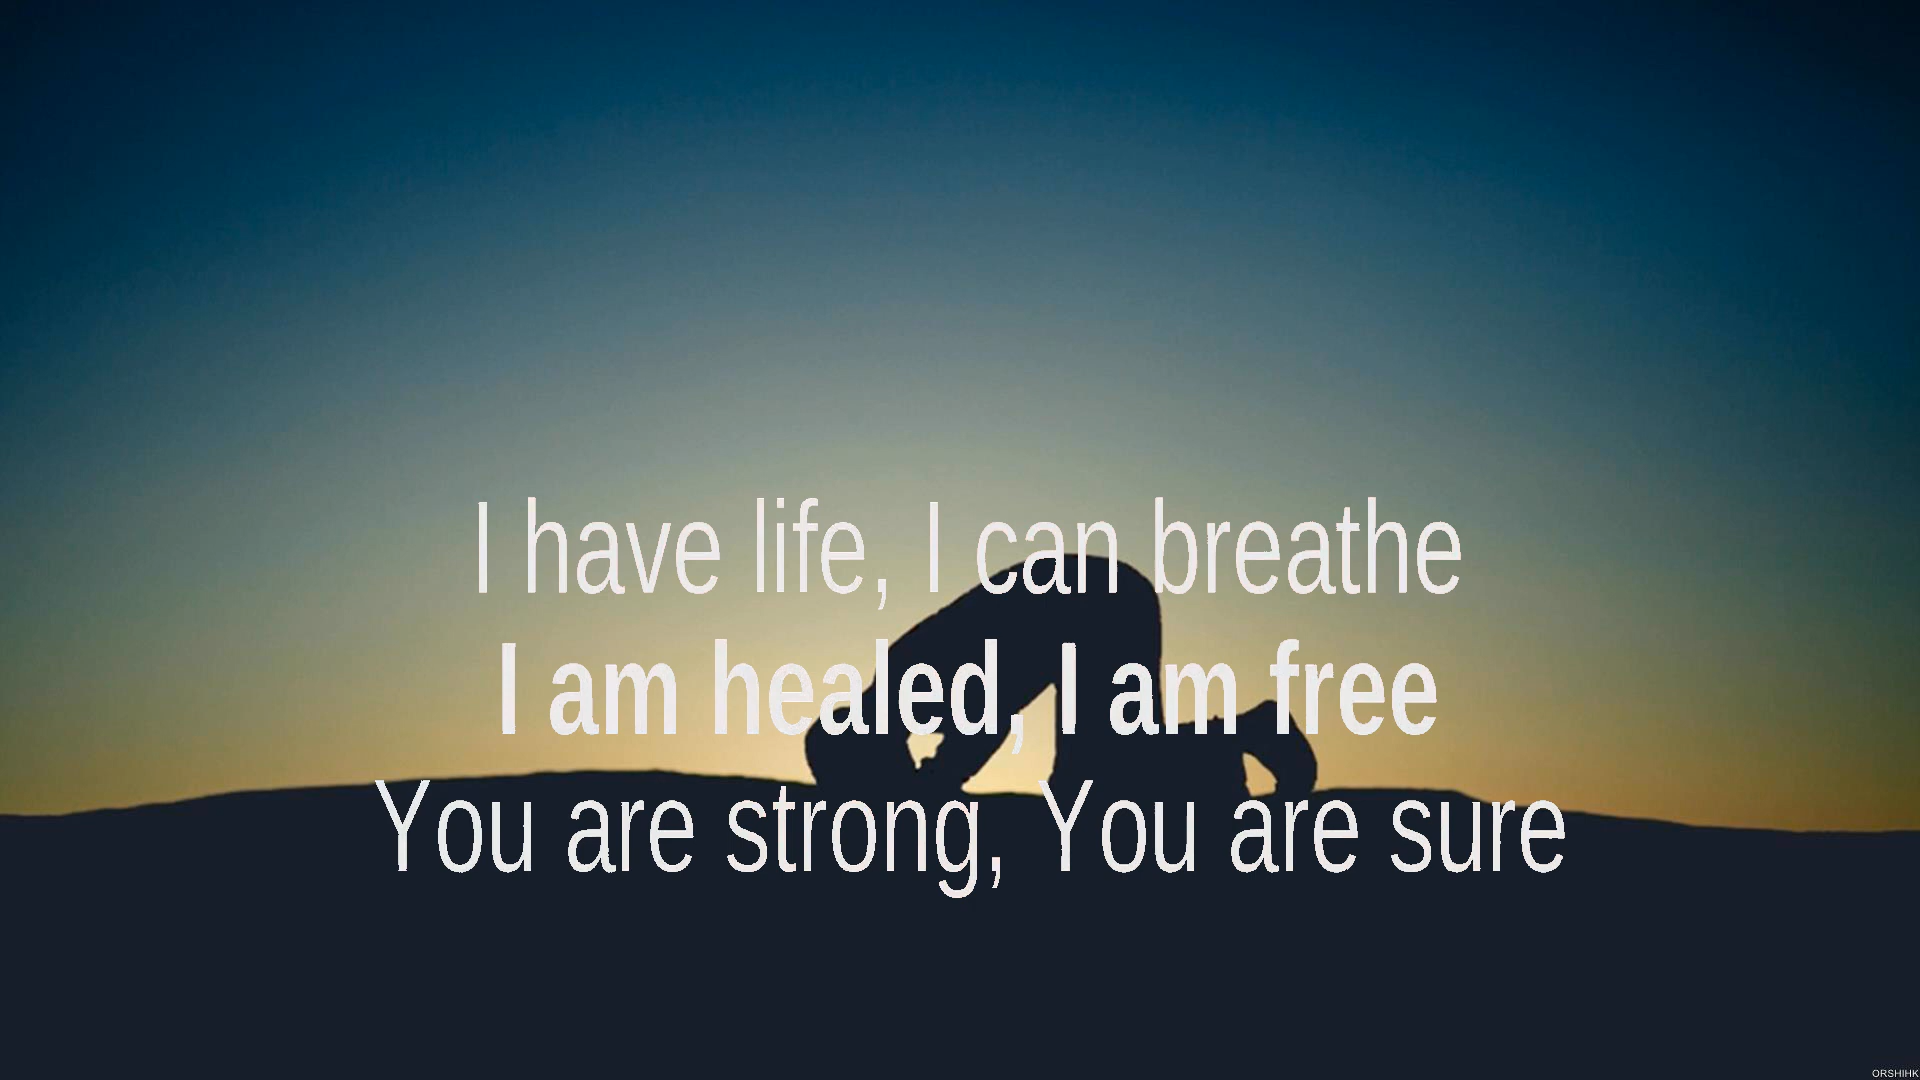 I have life, I can breathe
I am healed, I am free
You are strong, You are sure
ORSHIHK